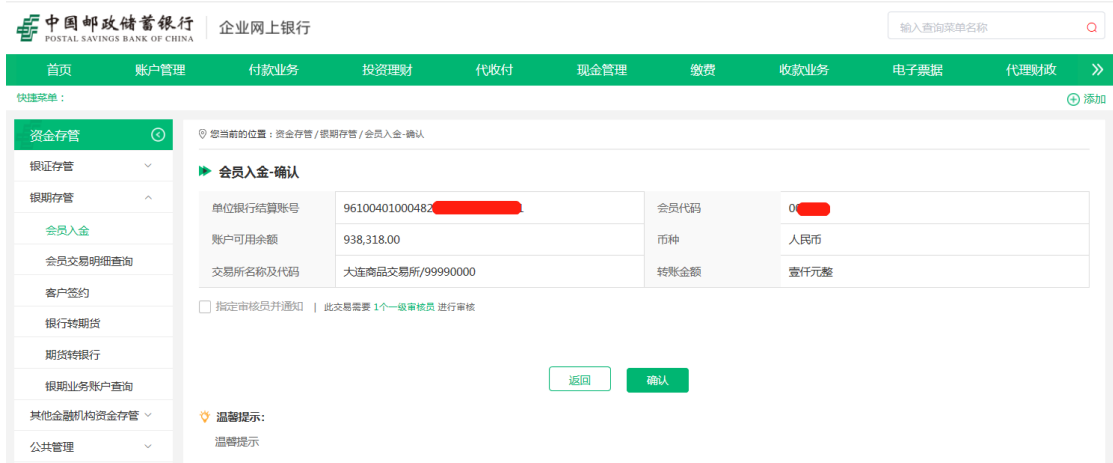 中国邮政储蓄银行 企业网上银行 输入查询菜单名称
POSTAL SAVINGS BANK OF CHINA
首页 账户管理 付款业务 投资理财 代收付 现金管理 缴费 收款业务 电子票据 代理财政
快捷菜单： 添加
资金存管
您当前的位置：资金存管/银期存管/会员入金-确认
银证存管
会员入金-确认
银期存管
单位银行结算账号 96100401000482 1 会员代码 00
会员入金
账户可用余额 938,318.00 币种 人民币
会员交易明细查询
交易所名称及代码 大连商品交易所/99990000 转账金额 壹仟元整
客户签约
指定审核员并通知 | 此交易需要 1个一级审核员 进行审核
银行转期货
期货转银行
返回 确认
银期业务账户查询
其他金融机构资金存管
温馨提示：
温馨提示
公共管理